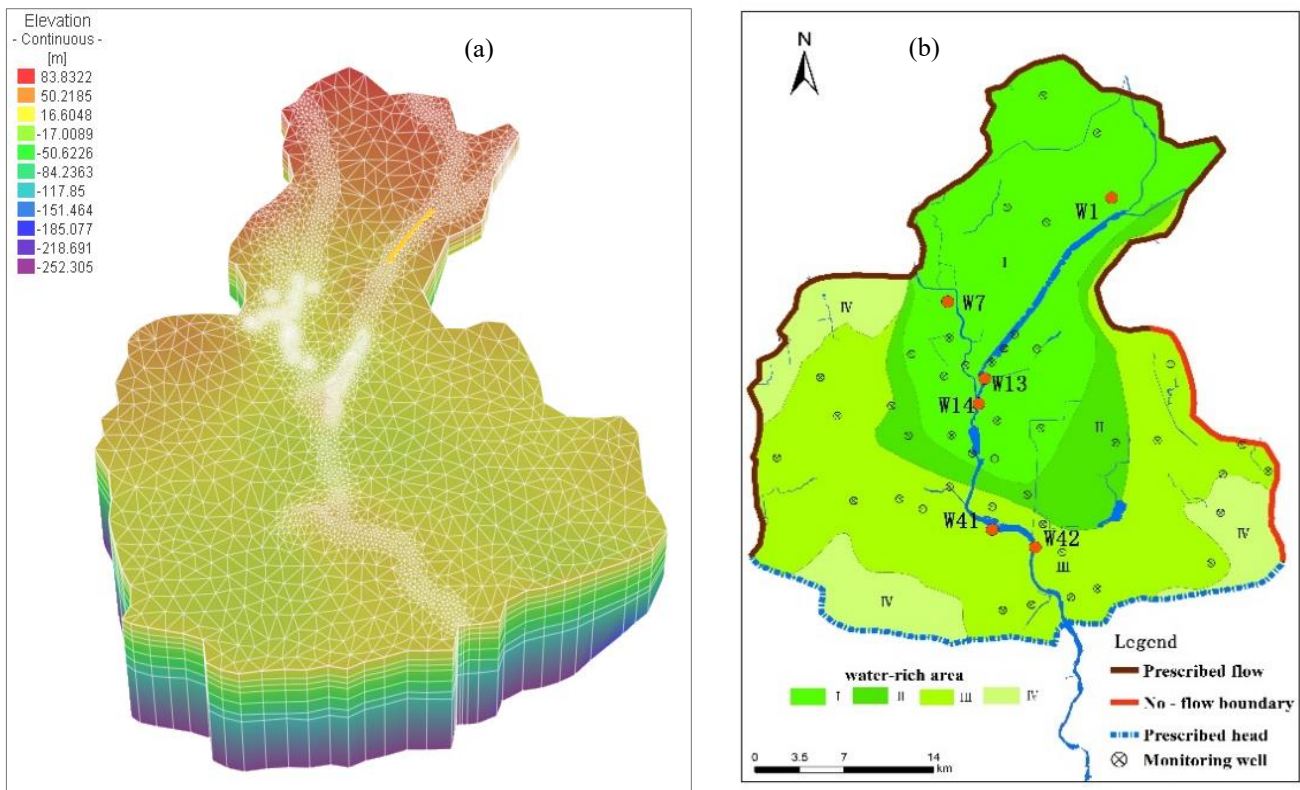 Elevation
- Continuous -
[m]
83.8322
50.2185
16.6048
-17.0089
-50.6226
-84.2363
-117.85
-151.464
-185.077
-218.691
-252.305
(a)
(b)
N
W1
I
W7
IV
W13
W14
II
W41
W42
III
IV
IV
Legend
Prescribed flow
No - flow boundary
Prescribed head
Monitoring well
water-rich area
I II III IV
0 3.5 7 14
km